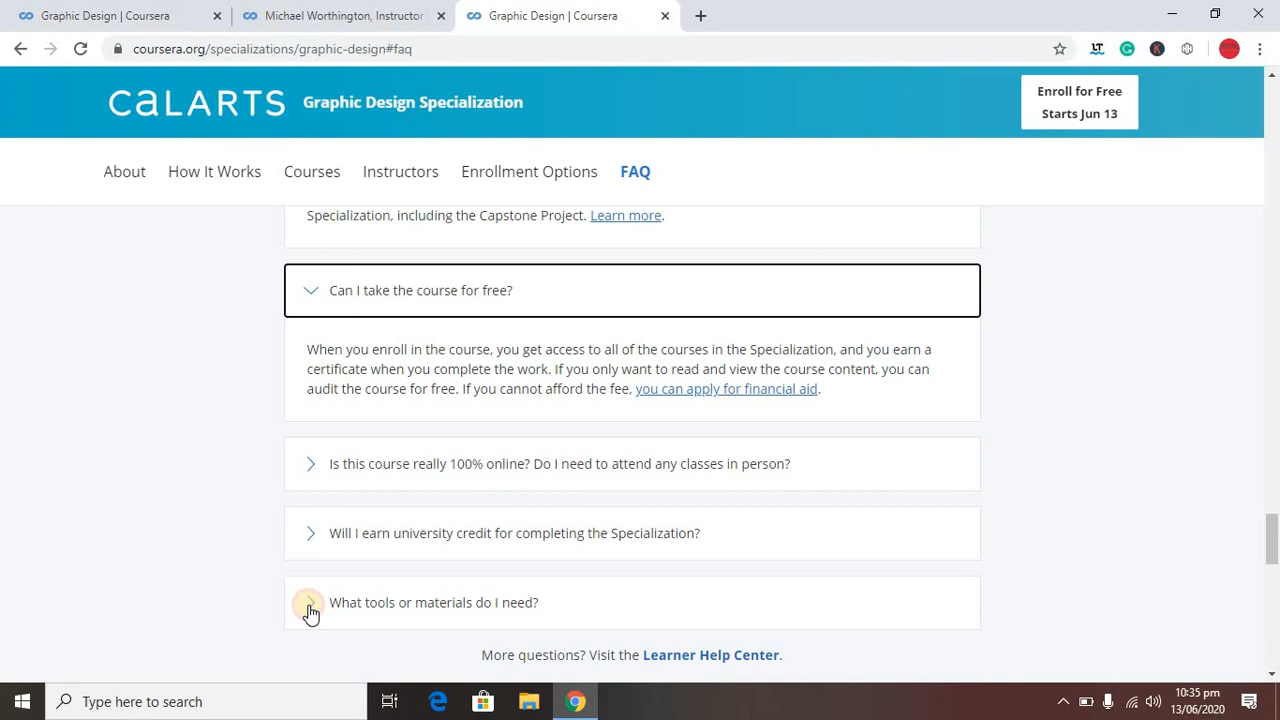 Graphic Design | Coursera
Michael Worthington, Instructor
Graphic Design | Coursera
coursera.org/specializations/graphic-design#faq
CALARTS
Graphic Design Specialization
Enroll for Free
Starts Jun 13
About
How It Works
Courses
Instructors
Enrollment Options
FAQ
Specialization, including the Capstone Project. Learn more.
Can I take the course for free?
When you enroll in the course, you get access to all of the courses in the Specialization, and you earn a
certificate when you complete the work. If you only want to read and view the course content, you can
audit the course for free. If you cannot afford the fee, you can apply for financial aid.
Is this course really 100% online? Do I need to attend any classes in person?
Will I earn university credit for completing the Specialization?
What tools or materials do I need?
More questions? Visit the Learner Help Center.
Type here to search
10:35 pm
13/06/2020